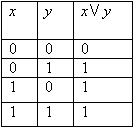 x y x\/ y
0 0 0
0 1 1
1 0 1
1 1 1